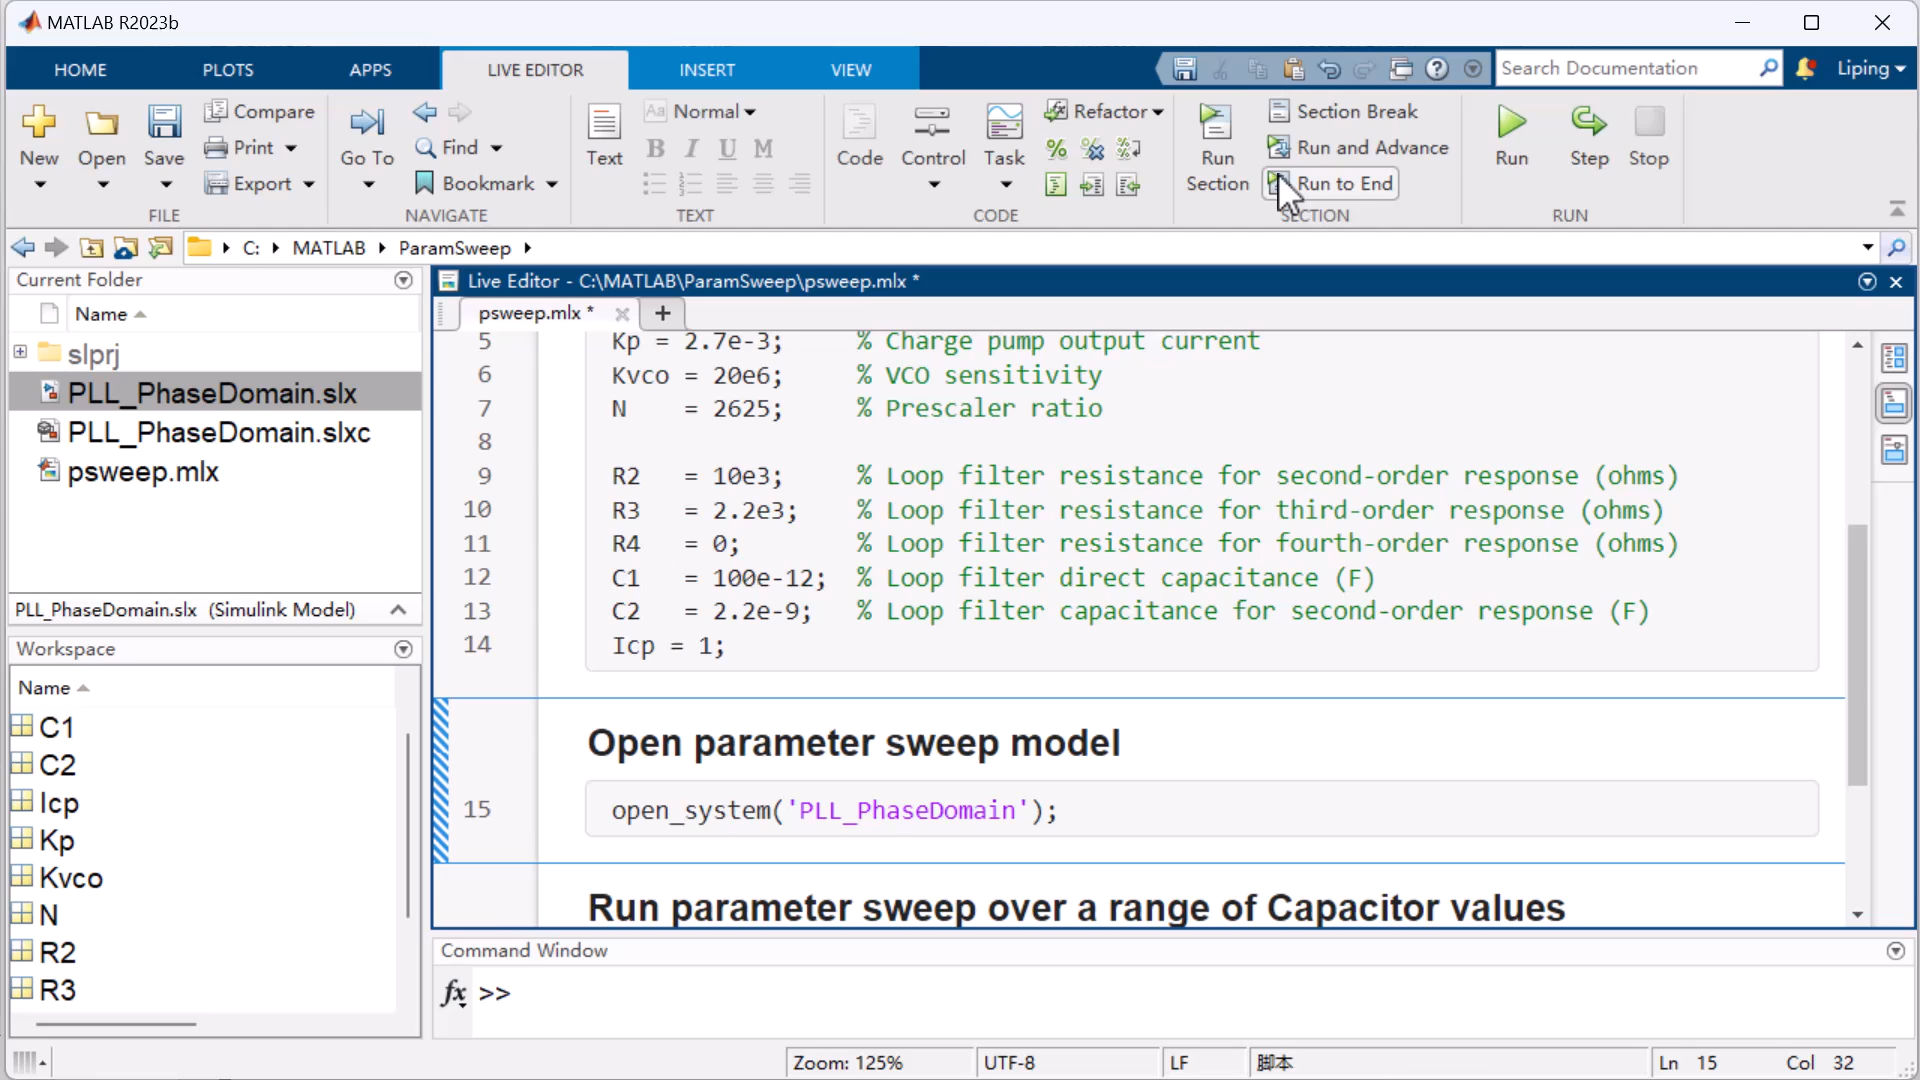 MATLAB R2023b
HOME
PLOTS
APPS
LIVE EDITOR
INSERT
VIEW
Search Documentation
Liping
New
Open
Save
Compare
Print
Export
FILE
Go To
Find
Bookmark
NAVIGATE
Text
Aa Normal
B I U M
TEXT
Code
Control
Task
Refactor
CODE
Run Section
Section Break
Run and Advance
Run to End
SECTION
Run
Step
Stop
RUN
C: MATLAB ParamSweep
Current Folder
Name
slprj
PLL_PhaseDomain.slx
PLL_PhaseDomain.slxc
psweep.mlx
PLL_PhaseDomain.slx (Simulink Model)
Workspace
Name
C1
C2
Icp
Kp
Kvco
N
R2
R3
Live Editor - C:\MATLAB\ParamSweep\psweep.mlx *
psweep.mlx *
5 Kp = 2.7e-3; % Charge pump output current
6 Kvco = 20e6; % VCO sensitivity
7 N = 2625; % Prescaler ratio
8
9 R2 = 10e3; % Loop filter resistance for second-order response (ohms)
10 R3 = 2.2e3; % Loop filter resistance for third-order response (ohms)
11 R4 = 0; % Loop filter resistance for fourth-order response (ohms)
12 C1 = 100e-12; % Loop filter direct capacitance (F)
13 C2 = 2.2e-9; % Loop filter capacitance for second-order response (F)
14 Icp = 1;
Open parameter sweep model
15 open_system('PLL_PhaseDomain');
Run parameter sweep over a range of Capacitor values
Command Window
fx >>
Zoom: 125%
UTF-8
LF
脚本
Ln 15 Col 32